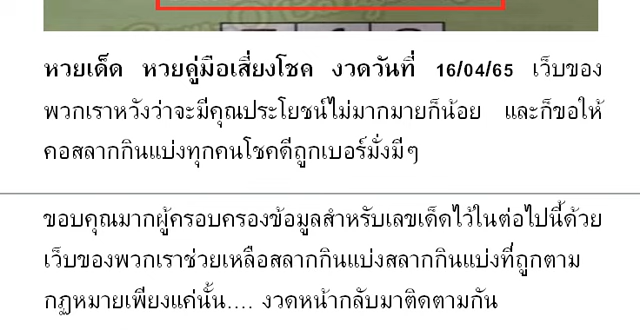 หวยเด็ด หวยคู่มือเสี่ยงโชค งวดวันที่ 16/04/65 เว็บของ
พวกเราหวังว่าจะมีคุณประโยชน์ไม่มากมายก็น้อย และก็ขอให้
คอสลากกินแบ่งทุกคนโชคดีถูกเบอร์มั่งมีๆ
ขอบคุณมากผู้ครอบครองข้อมูลสำหรับเลขเด็ดไว้ในต่อไปนี้ด้วย
เว็บของพวกเราช่วยเหลือสลากกินแบ่งสลากกินแบ่งที่ถูกตาม
กฏหมายเพียงแค่นั้น.... งวดหน้ากลับมาติดตามกัน